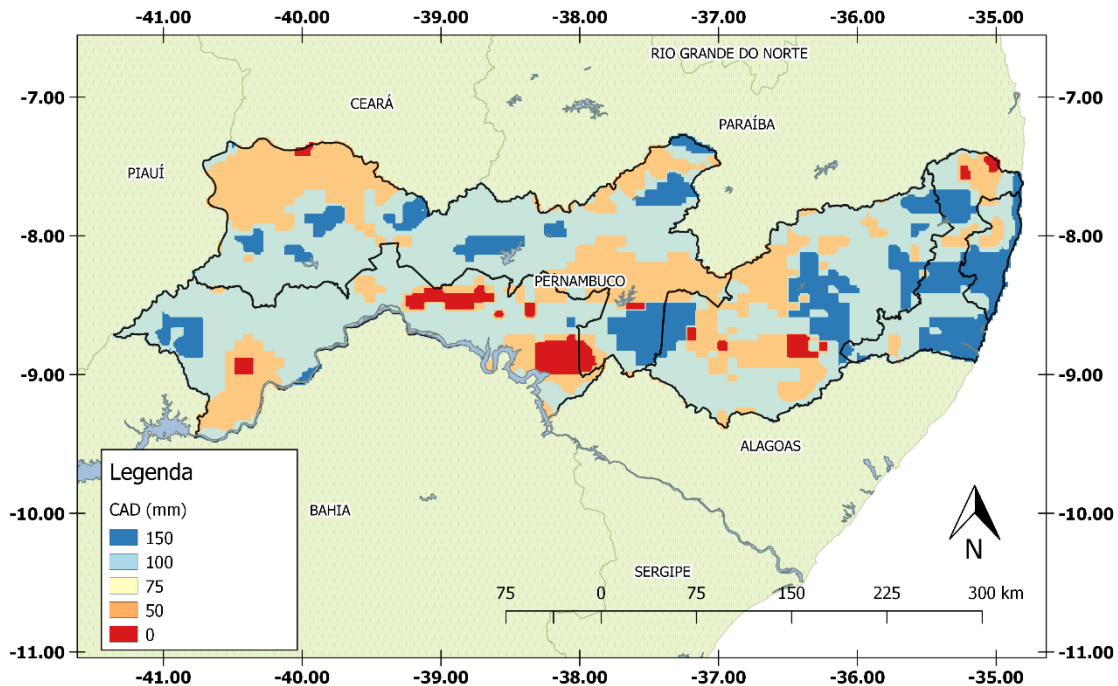 -41.00 -40.00 -39.00 -38.00 -37.00 -36.00 -35.00
RIO GRANDE DO NORTE
-7.00 -7.00
CEARÁ
PARAÍBA
PIAUÍ
-8.00 -8.00
PERNAMBUCO
-9.00 -9.00
ALAGOAS
Legenda
CAD (mm)
150
100
75
50
0
BAHIA
-10.00 -10.00
N
SERGIPE
75 0 75 150 225 300 km
-11.00 -11.00
-41.00 -40.00 -39.00 -38.00 -37.00 -36.00 -35.00